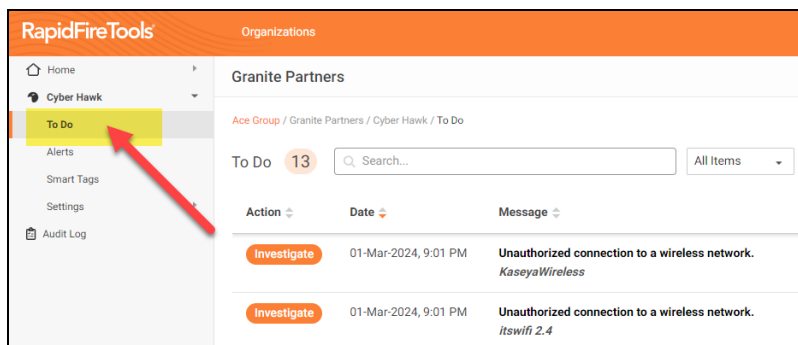 RapidFireTools
Organizations
Home
Cyber Hawk
To Do
Alerts
Smart Tags
Settings
Audit Log
Granite Partners
Ace Group / Granite Partners / Cyber Hawk / To Do
To Do 13 Search... All Items
Action Date Message
Investigate 01-Mar-2024, 9:01 PM Unauthorized connection to a wireless network.
KaseyaWireless
Investigate 01-Mar-2024, 9:01 PM Unauthorized connection to a wireless network.
itswifi 2.4